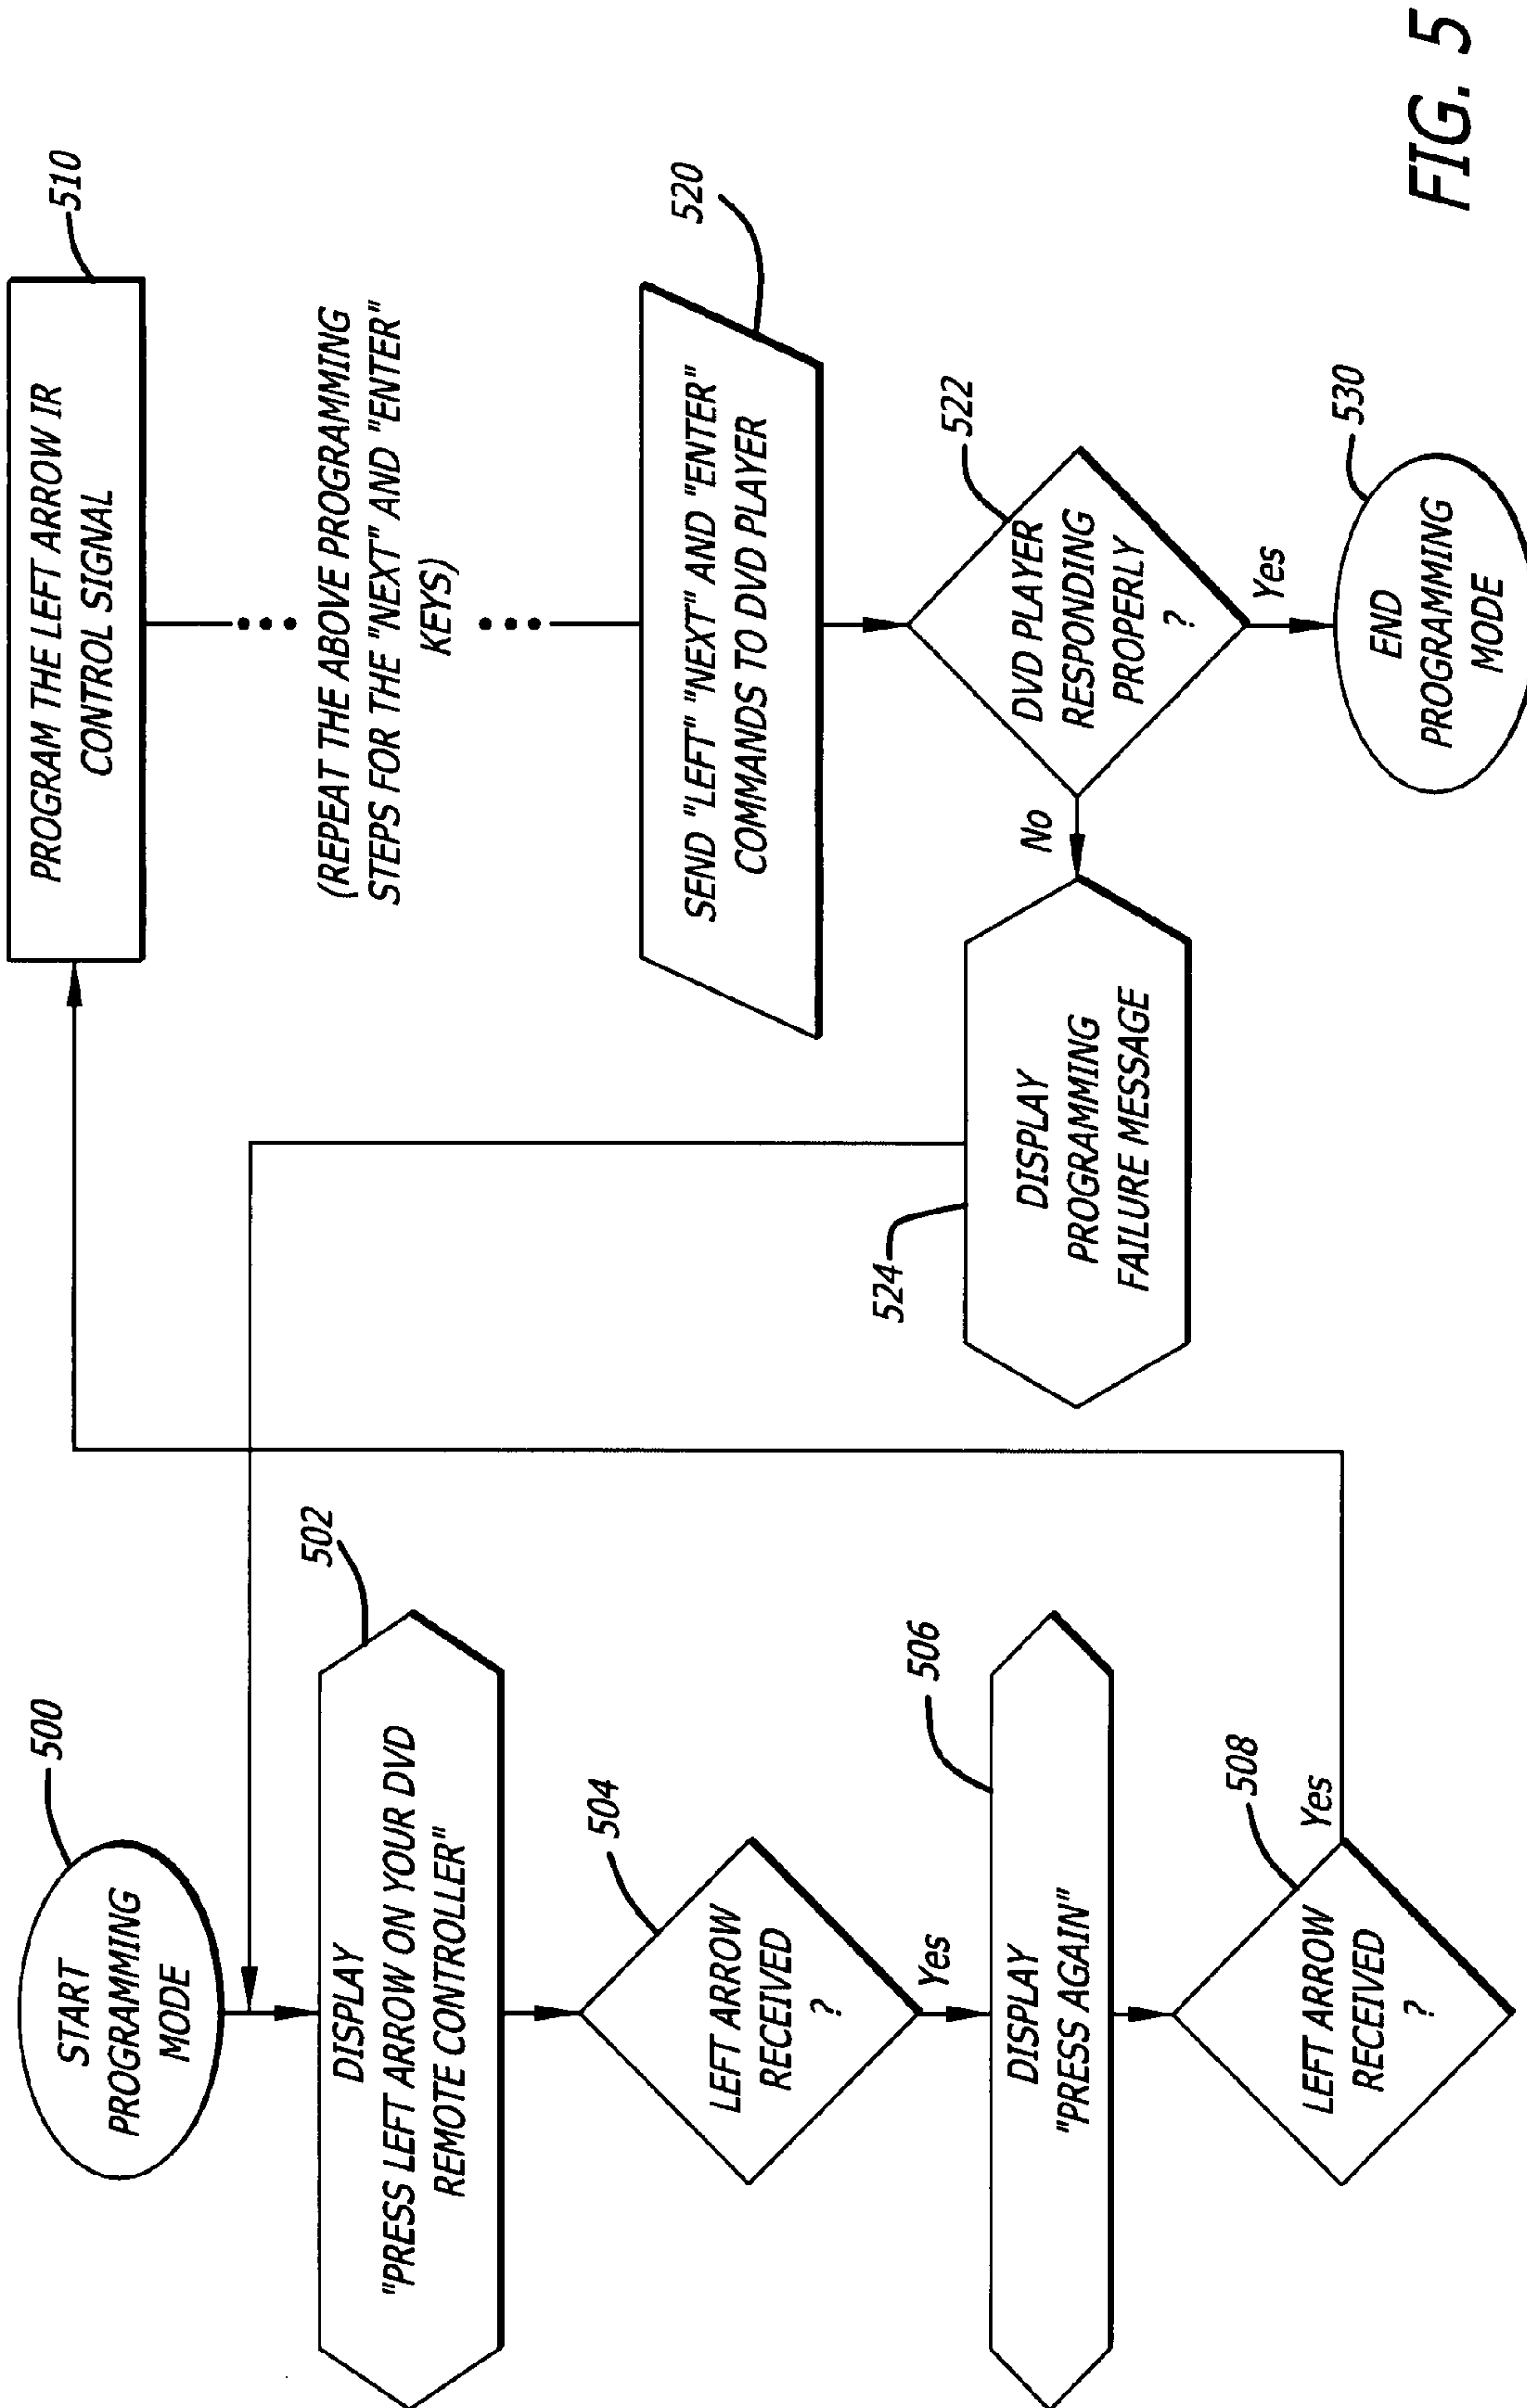 500
START
PROGRAMMING
MODE
502
DISPLAY
"PRESS LEFT ARROW ON YOUR DVD
REMOTE CONTROLLER"
504
LEFT ARROW
RECEIVED
?
Yes
506
DISPLAY
"PRESS AGAIN"
508
LEFT ARROW
RECEIVED
?
Yes
510
PROGRAM THE LEFT ARROW IR
CONTROL SIGNAL
(REPEAT THE ABOVE PROGRAMMING
STEPS FOR THE "NEXT" AND "ENTER"
KEYS)
520
SEND "LEFT" "NEXT" AND "ENTER"
COMMANDS TO DVD PLAYER
522
DVD PLAYER
RESPONDING
PROPERLY
?
No
Yes
524
DISPLAY
PROGRAMMING
FAILURE MESSAGE
530
END
PROGRAMMING
MODE
FIG. 5